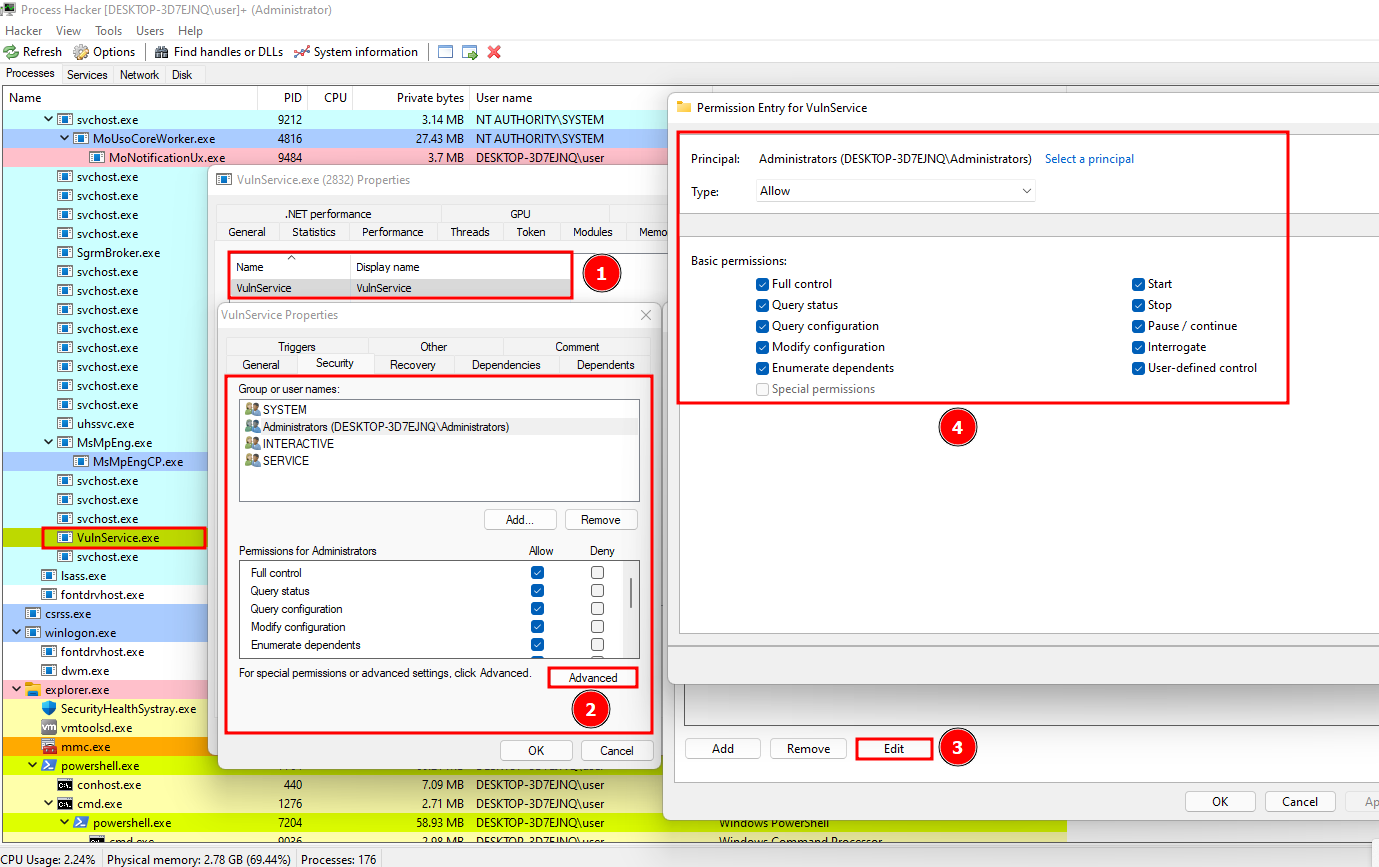 Process Hacker [DESKTOP-3D7EJNQ\user]+ (Administrator)
Hacker View Tools Users Help
Refresh Options Find handles or DLLs System information
Processes Services Network Disk
Name PID CPU Private bytes User name
svchost.exe 9212 3.14 MB NT AUTHORITY\SYSTEM
MoUsoCoreWorker.exe 4816 27.43 MB NT AUTHORITY\SYSTEM
MoNotificationUx.exe 9484 3.7 MB DESKTOP-3D7EJNQ\user
svchost.exe
svchost.exe
svchost.exe
svchost.exe
SgrmBroker.exe
svchost.exe
svchost.exe
svchost.exe
svchost.exe
svchost.exe
svchost.exe
svchost.exe
svchost.exe
uhssvc.exe
MsMpEng.exe
MsMpEngCP.exe
svchost.exe
svchost.exe
svchost.exe
VulnService.exe
svchost.exe
lsass.exe
fontdrvhost.exe
csrss.exe
winlogon.exe
fontdrvhost.exe
dwm.exe
explorer.exe
SecurityHealthSystray.exe
vmtoolsd.exe
mmc.exe
powershell.exe
conhost.exe 440 7.09 MB DESKTOP-3D7EJNQ\user
cmd.exe 1276 2.71 MB DESKTOP-3D7EJNQ\user
powershell.exe 7204 58.93 MB DESKTOP-3D7EJNQ\user Windows PowerShell
cmd.exe 9036 2.98 MB DESKTOP-3D7EJNQ\user Windows Command Processor
CPU Usage: 2.24% Physical memory: 2.78 GB (69.44%) Processes: 176
VulnService.exe (2832) Properties
.NET performance GPU
General Statistics Performance Threads Token Modules Memo
Name Display name
VulnService VulnService
1
VulnService Properties
Triggers Other Comment
General Security Recovery Dependencies Dependents
Group or user names:
SYSTEM
Administrators (DESKTOP-3D7EJNQ\Administrators)
INTERACTIVE
SERVICE
Add... Remove
Permissions for Administrators Allow Deny
Full control
Query status
Query configuration
Modify configuration
Enumerate dependents
For special permissions or advanced settings, click Advanced.
Advanced
2
OK Cancel
Permission Entry for VulnService
Principal: Administrators (DESKTOP-3D7EJNQ\Administrators) Select a principal
Type: Allow
Basic permissions:
Full control Start
Query status Stop
Query configuration Pause / continue
Modify configuration Interrogate
Enumerate dependents User-defined control
Special permissions
4
Add Remove Edit
3
OK Cancel Ap